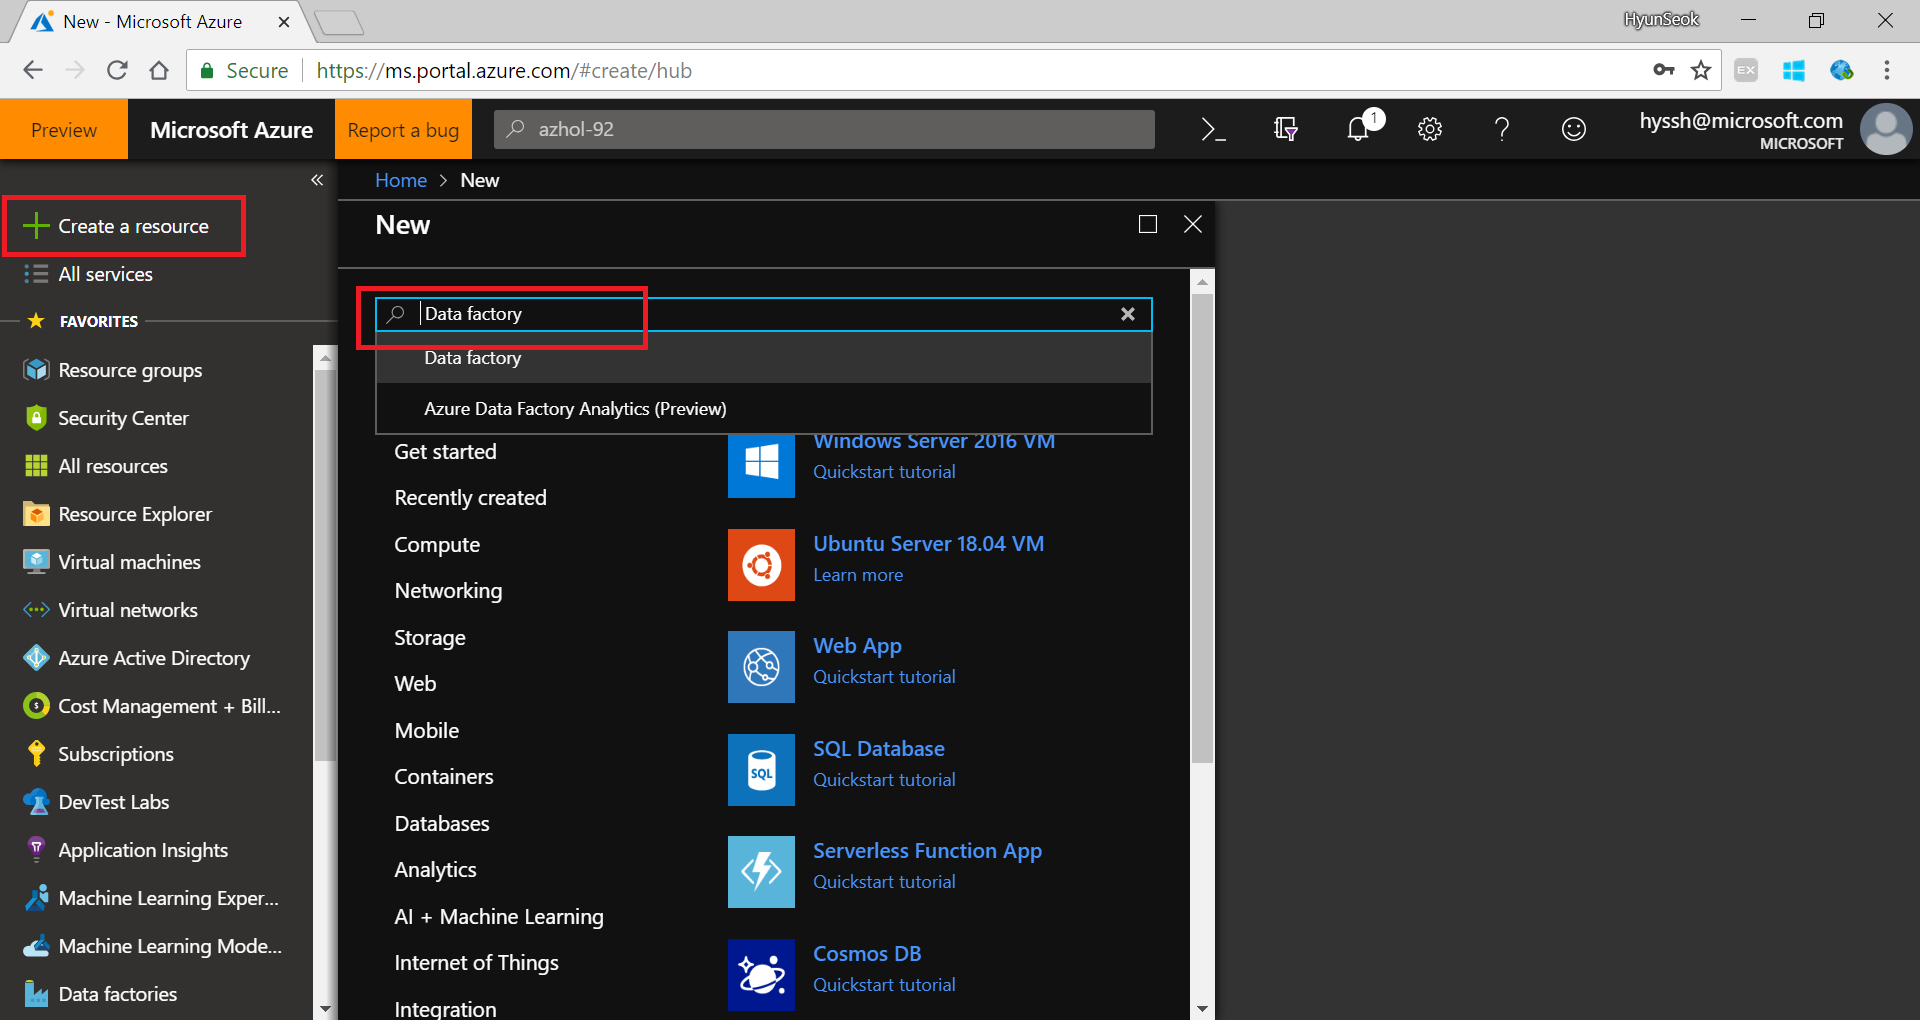 New - Microsoft Azure
HyunSeok
Secure
https://ms.portal.azure.com/#create/hub
EX
Preview
Microsoft Azure
Report a bug
azhol-92
1
hyssh@microsoft.com
MICROSOFT
Home > New
Create a resource
All services
FAVORITES
Resource groups
Security Center
All resources
Resource Explorer
Virtual machines
Virtual networks
Azure Active Directory
Cost Management + Bill...
Subscriptions
DevTest Labs
Application Insights
Machine Learning Exper...
Machine Learning Mode...
Data factories
New
Data factory
Data factory
Azure Data Factory Analytics (Preview)
Get started
Recently created
Compute
Networking
Storage
Web
Mobile
Containers
Databases
Analytics
AI + Machine Learning
Internet of Things
Integration
Windows Server 2016 VM
Quickstart tutorial
Ubuntu Server 18.04 VM
Learn more
Web App
Quickstart tutorial
SQL
SQL Database
Quickstart tutorial
Serverless Function App
Quickstart tutorial
Cosmos DB
Quickstart tutorial